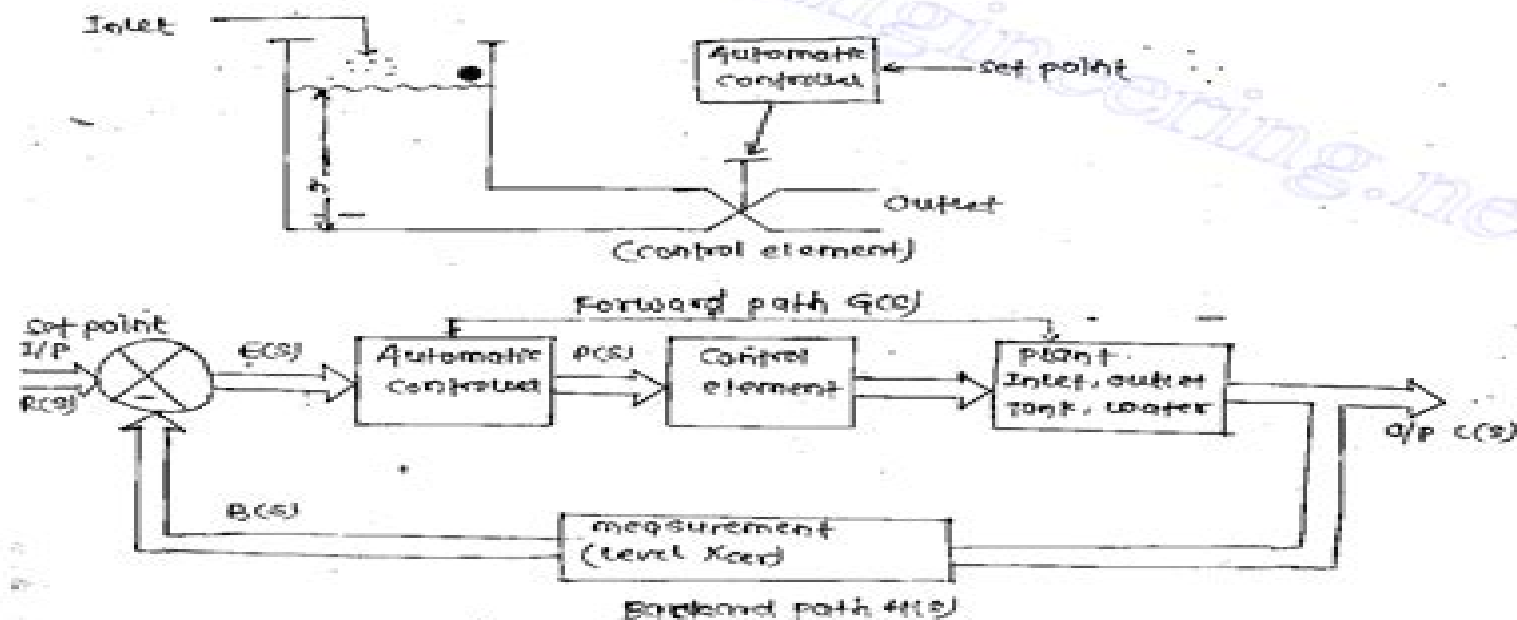 Inlet
Automatic
controller
set point
Outlet
(control element)
Forward path G(s)
set point
I/P
R(s)
E(s)
Automatic
controller
P(s)
Control
element
Plant
Inlet, outlet
Tank, water
O/P C(s)
B(s)
measurement
(Level Xcer)
Backward path H(s)
-